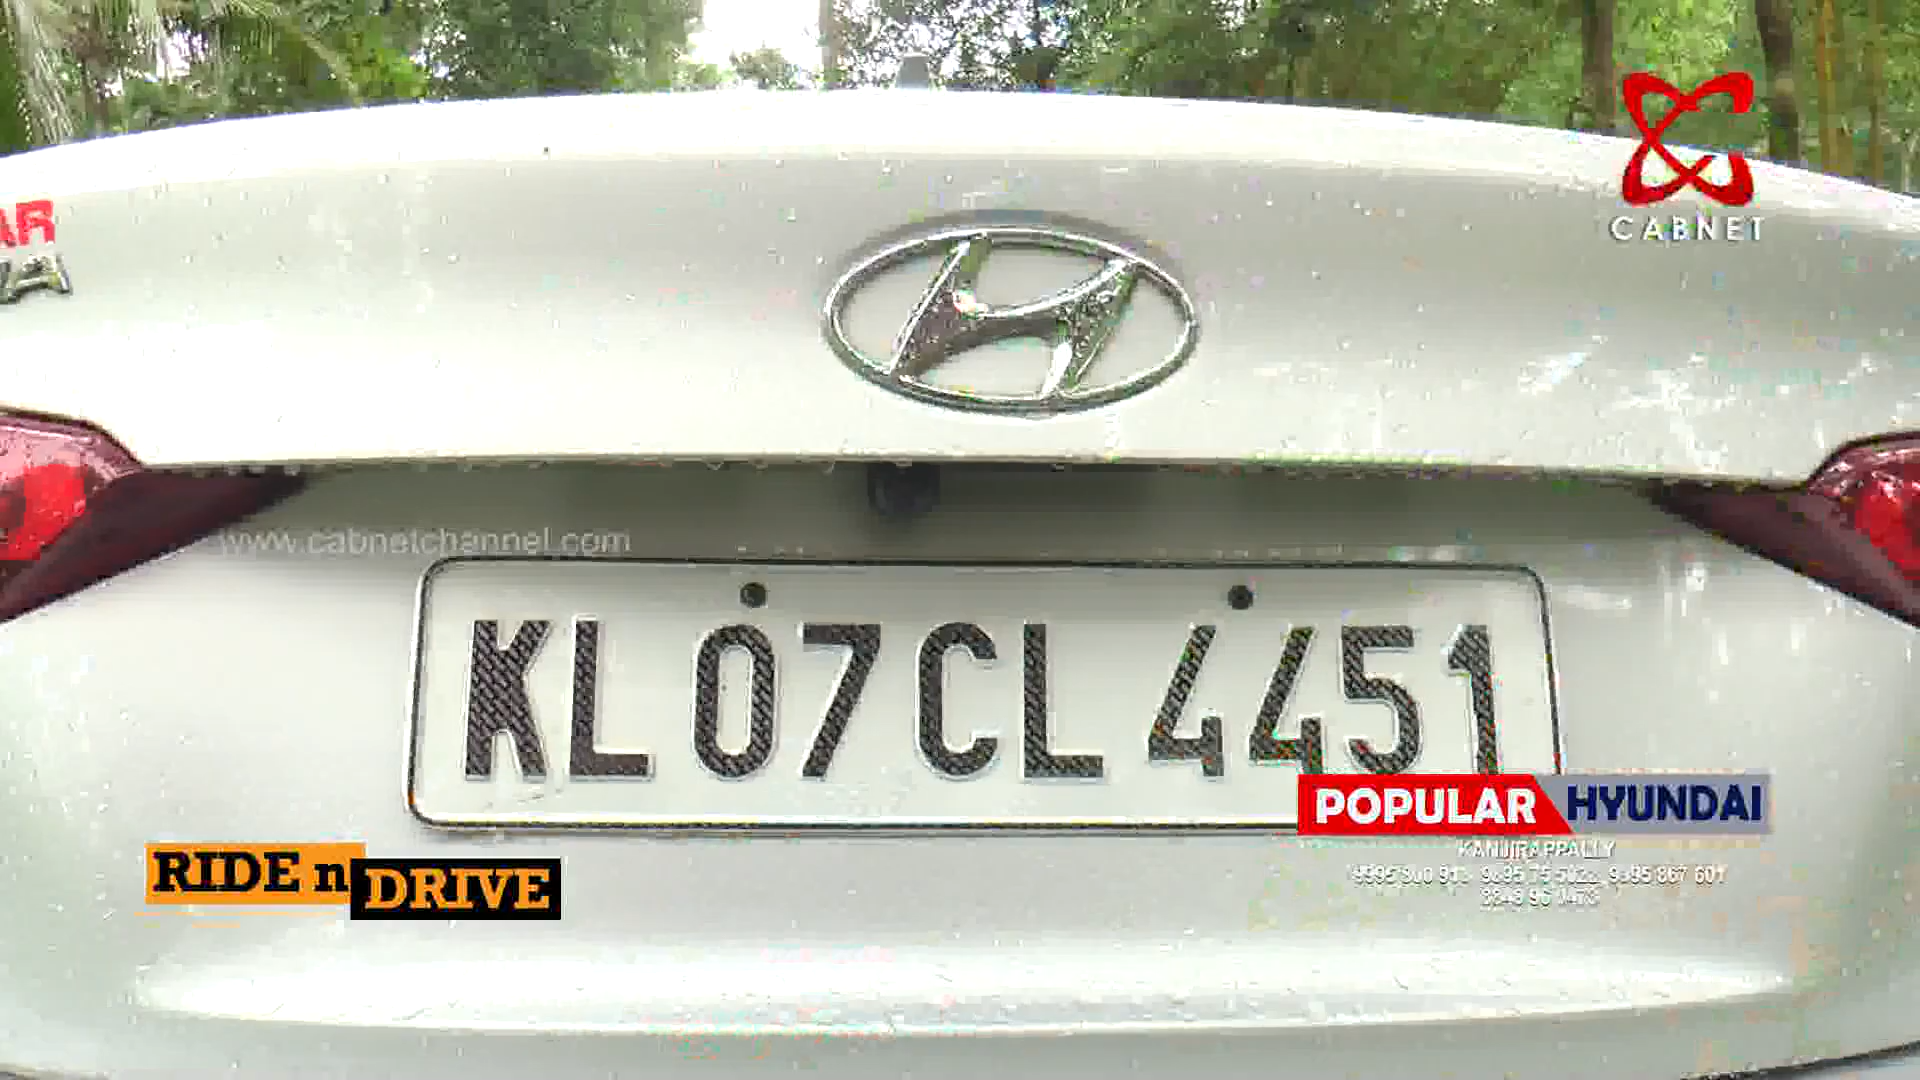 CABNET
www.cabnetchannel.com
KL 07 CL 4451
POPULAR HYUNDAI
KANJIRAPPALLY
RIDE n DRIVE